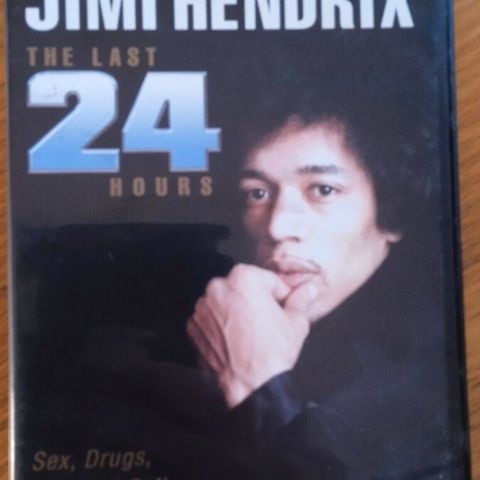 JIMI HENDRIX
THE LAST
24
HOURS
Sex, Drugs,